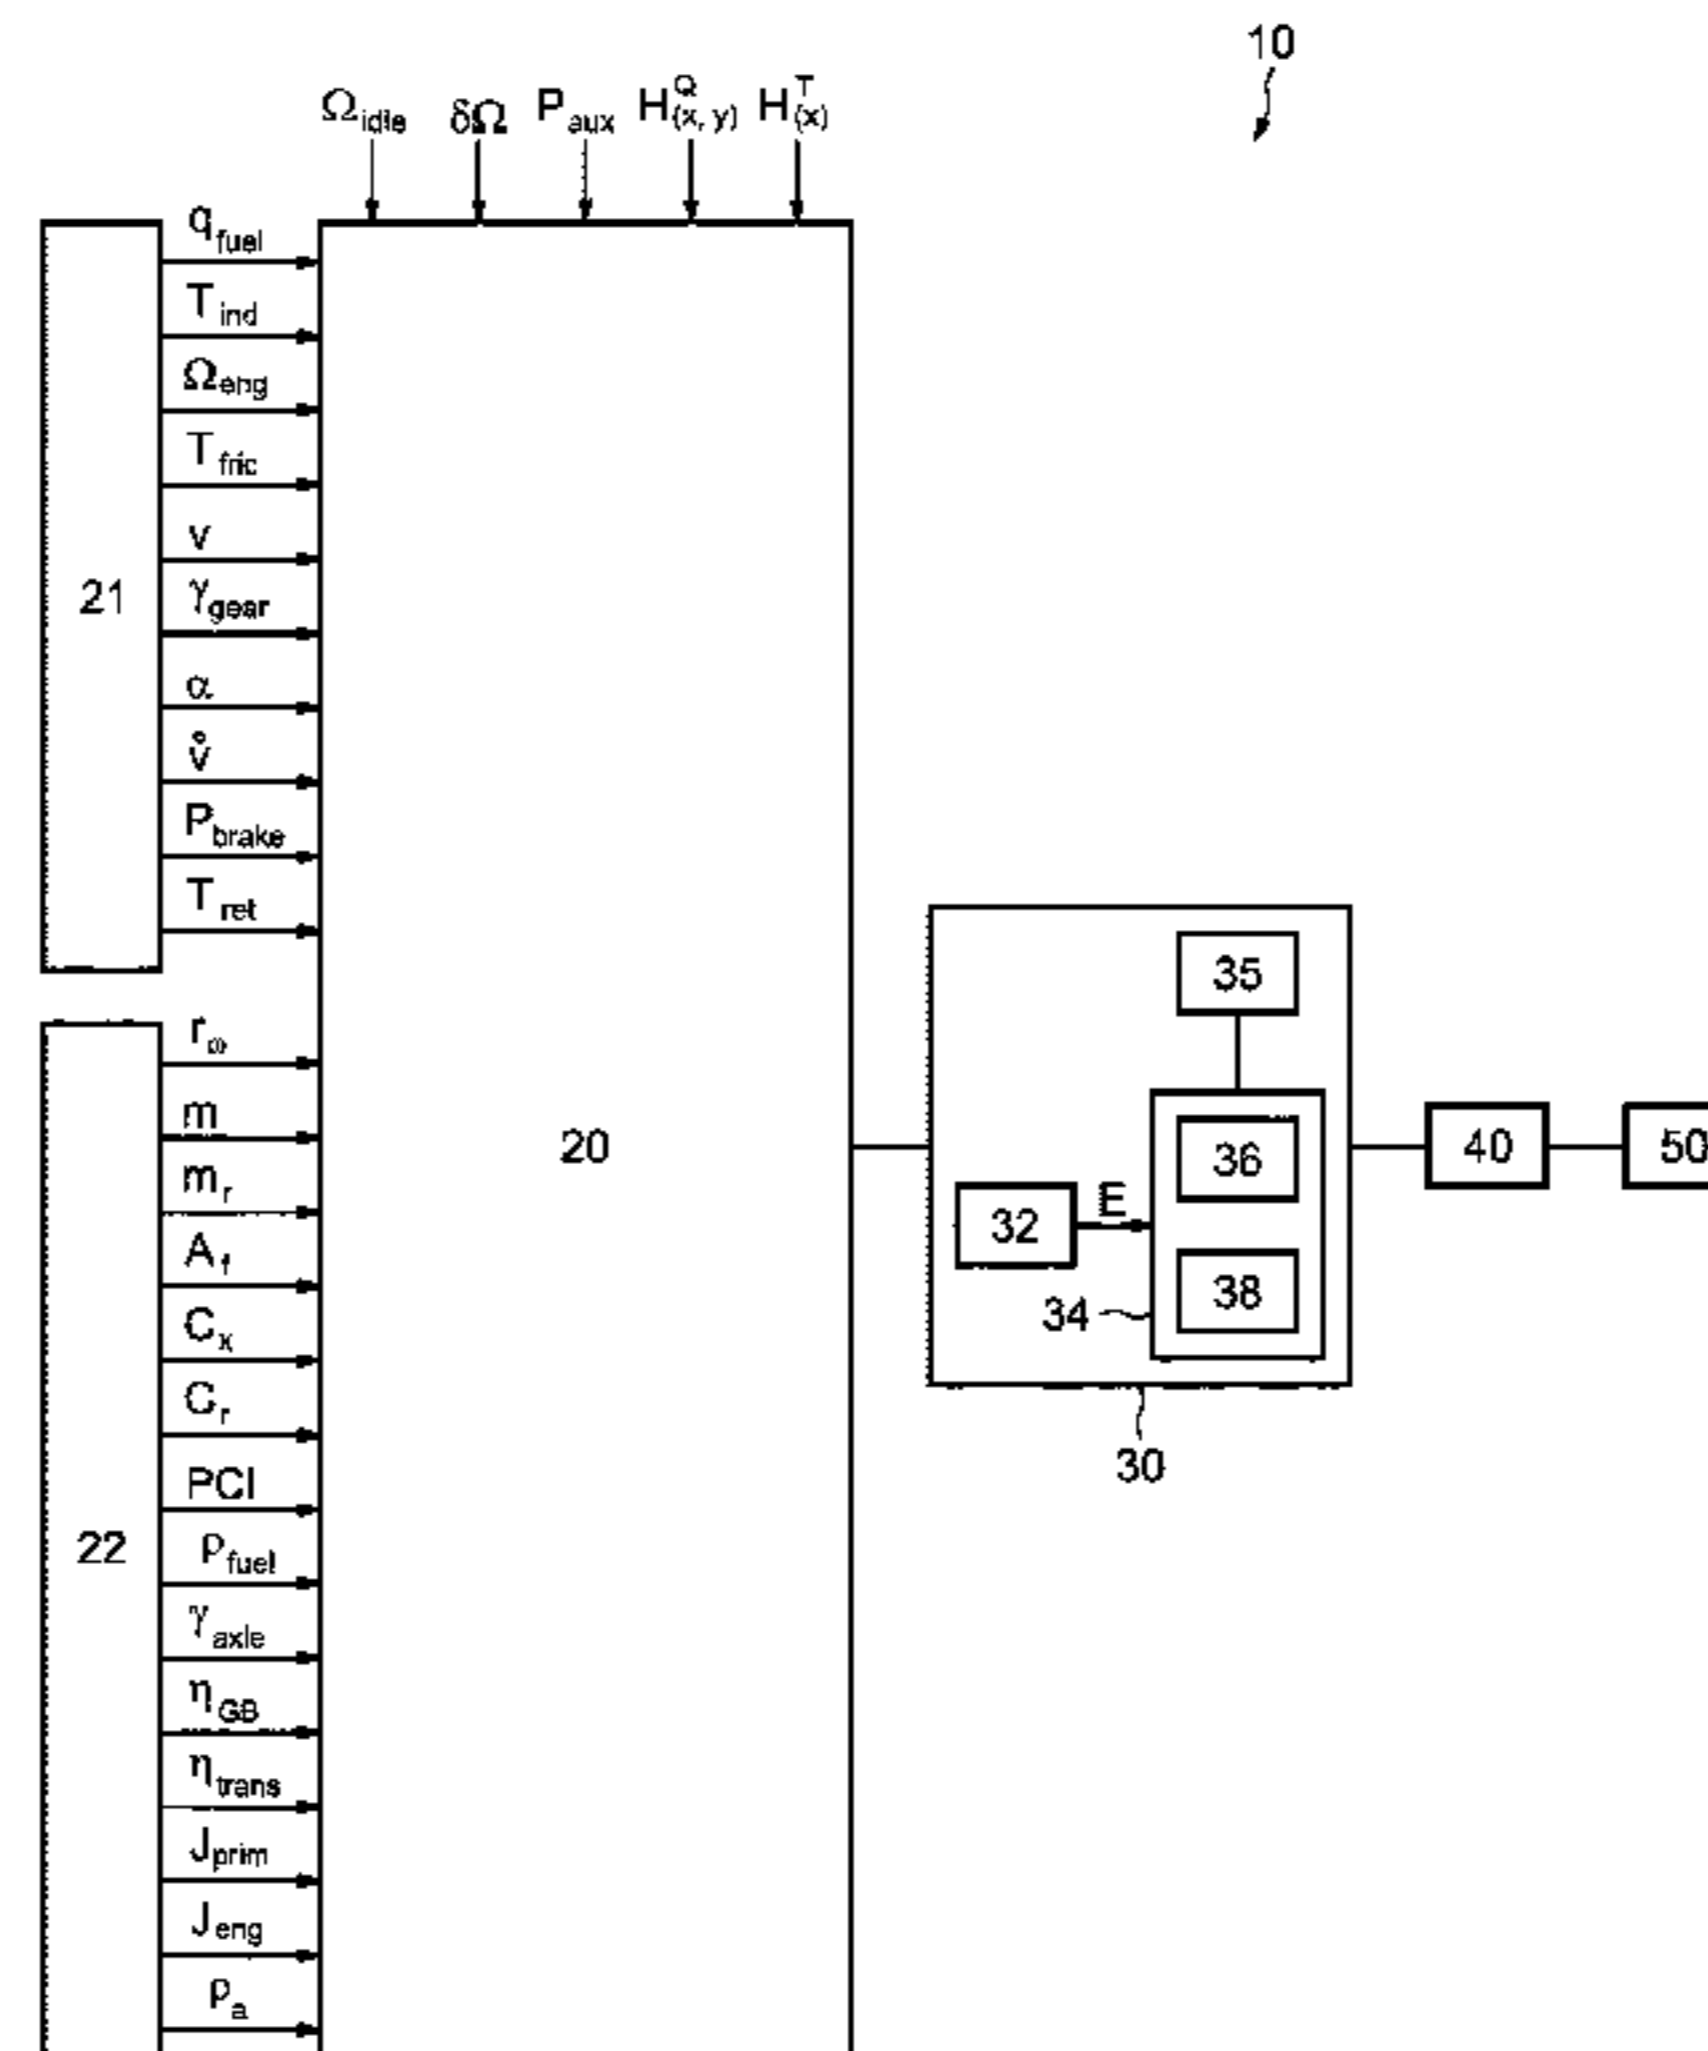 10
Ωidle δΩ Paux H(x, y)Q H(x)T
qfuel
Tind
Ωeng
Tfric
v
21
γgear
α
v̊
Pbrake
Tret
35
rω
m
20
36
40
50
mr
32
E
Af
38
34
Cx
Cr
30
PCI
22
ρfuel
γaxle
ηGB
ηtrans
Jprim
Jeng
ρa